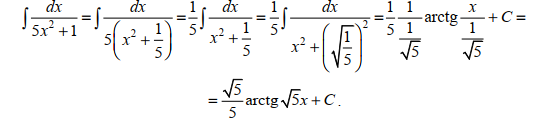 ∫ dx/(5x² + 1) = ∫ dx/(5(x² + 1/5)) = 1/5 ∫ dx/(x² + 1/5) = 1/5 ∫ dx/(x² + (√(1/5))²) = 1/5 · 1/(1/√5) arctg x/(1/√5) + C =
= √5/5 arctg √5x + C .